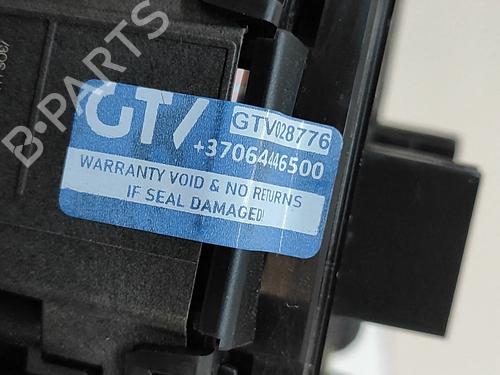 B-PARTS
GTV
GTV028776
+37064446500
WARRANTY VOID & NO RETURNS
IF SEAL DAMAGED!